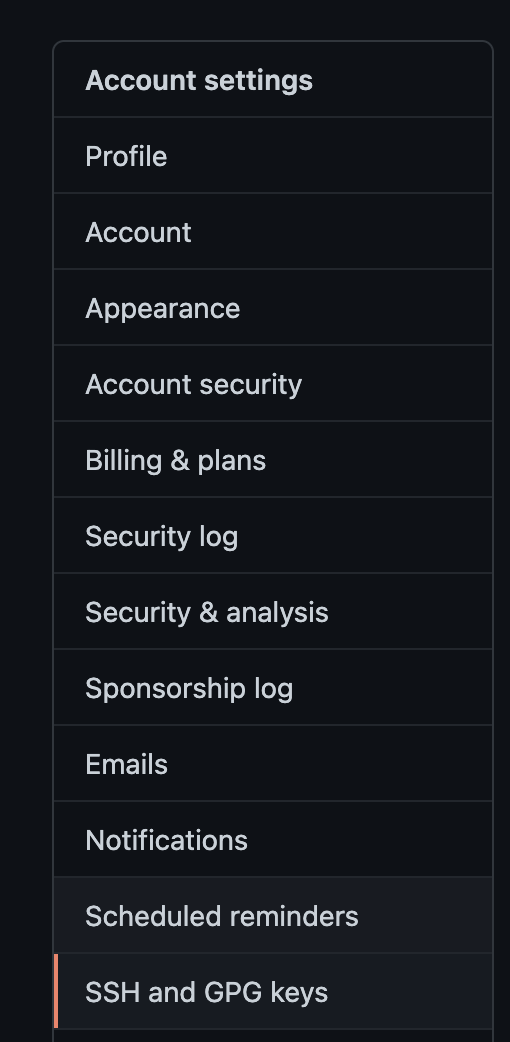 Account settings
Profile
Account
Appearance
Account security
Billing & plans
Security log
Security & analysis
Sponsorship log
Emails
Notifications
Scheduled reminders
SSH and GPG keys